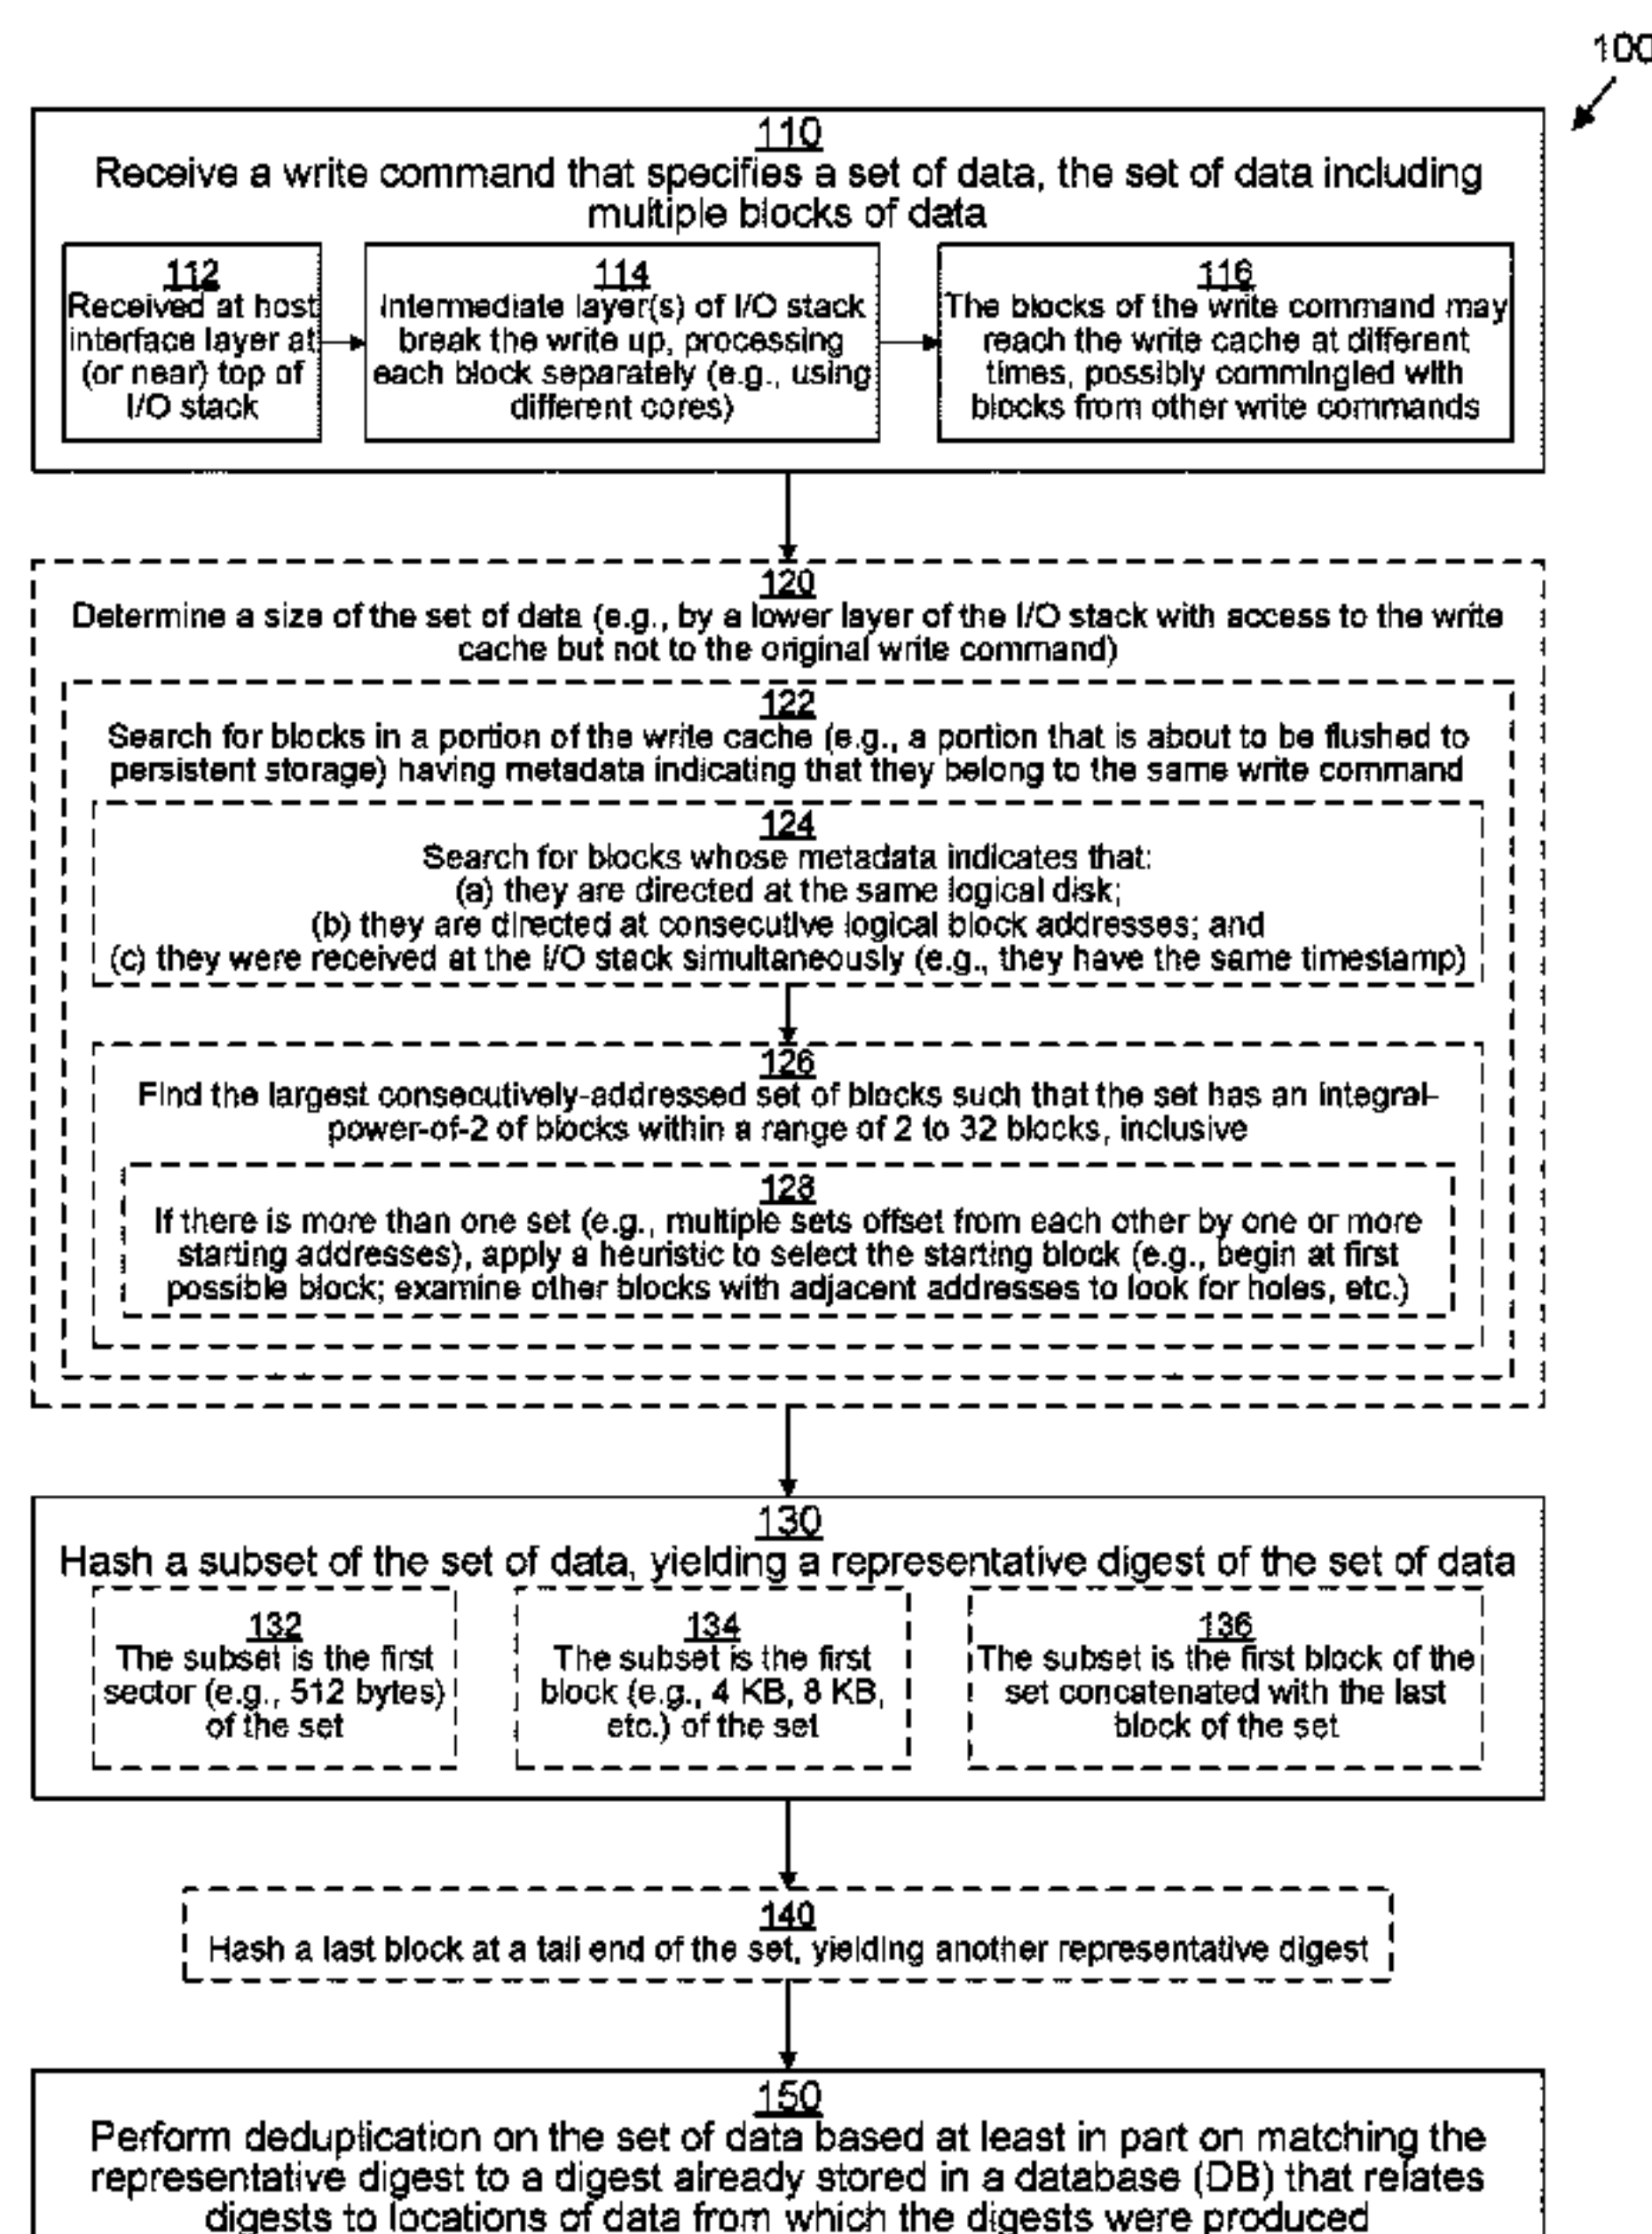 100
110
Receive a write command that specifies a set of data, the set of data including
multiple blocks of data
112
Received at host
interface layer at
(or near) top of
I/O stack
114
Intermediate layer(s) of I/O stack
break the write up, processing
each block separately (e.g., using
different cores)
116
The blocks of the write command may
reach the write cache at different
times, possibly commingled with
blocks from other write commands
120
Determine a size of the set of data (e.g., by a lower layer of the I/O stack with access to the write
cache but not to the original write command)
122
Search for blocks in a portion of the write cache (e.g., a portion that is about to be flushed to
persistent storage) having metadata indicating that they belong to the same write command
124
Search for blocks whose metadata indicates that:
(a) they are directed at the same logical disk;
(b) they are directed at consecutive logical block addresses; and
(c) they were received at the I/O stack simultaneously (e.g., they have the same timestamp)
126
Find the largest consecutively-addressed set of blocks such that the set has an integral-
power-of-2 of blocks within a range of 2 to 32 blocks, inclusive
128
If there is more than one set (e.g., multiple sets offset from each other by one or more
starting addresses), apply a heuristic to select the starting block (e.g., begin at first
possible block; examine other blocks with adjacent addresses to look for holes, etc.)
130
Hash a subset of the set of data, yielding a representative digest of the set of data
132
The subset is the first
sector (e.g., 512 bytes)
of the set
134
The subset is the first
block (e.g., 4 KB, 8 KB,
etc.) of the set
136
The subset is the first block of the
set concatenated with the last
block of the set
140
Hash a last block at a tail end of the set, yielding another representative digest
150
Perform deduplication on the set of data based at least in part on matching the
representative digest to a digest already stored in a database (DB) that relates
digests to locations of data from which the digests were produced